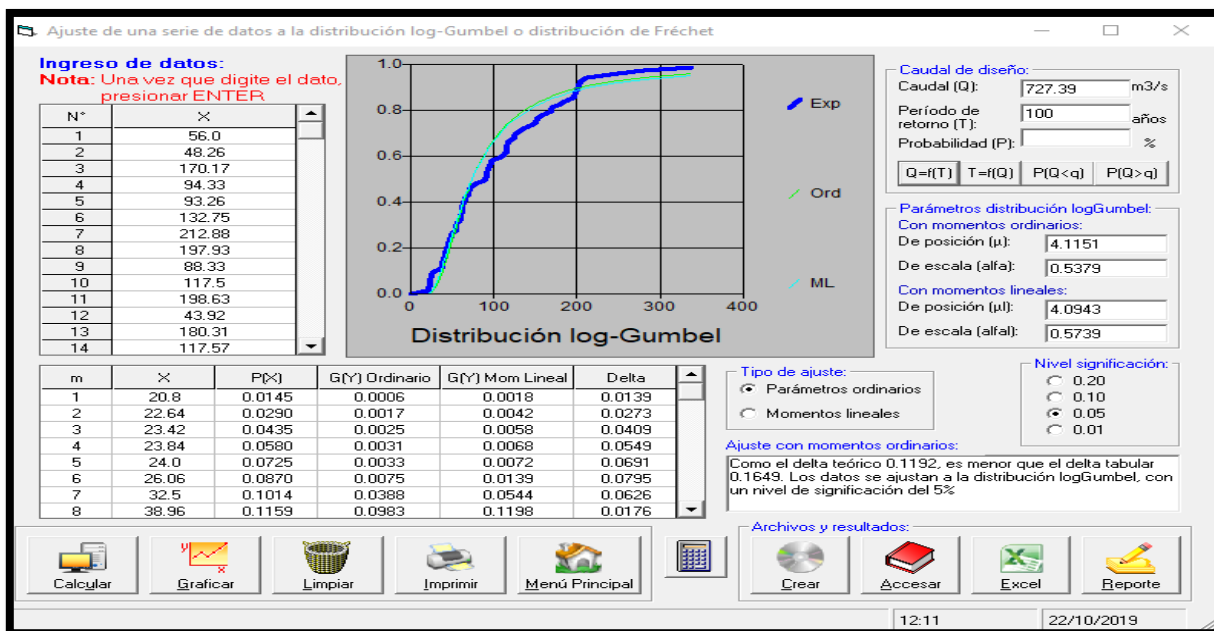 Ajuste de una serie de datos a la distribución log-Gumbel o distribución de Fréchet
Ingreso de datos:
Nota: Una vez que digite el dato,
presionar ENTER
N° X
1 56.0
2 48.26
3 170.17
4 94.33
5 93.26
6 132.75
7 212.88
8 197.93
9 88.33
10 117.5
11 198.63
12 43.92
13 180.31
14 117.57
1.0
0.8
0.6
0.4
0.2
0.0
0 100 200 300 400
Distribución log-Gumbel
Exp
Ord
ML
Caudal de diseño:
Caudal (Q): 727.39 m3/s
Período de
retorno (T): 100 años
Probabilidad (P): %
Q=f(T) T=f(Q) P(Q<q) P(Q>q)
Parámetros distribución logGumbel:
Con momentos ordinarios:
De posición (μ): 4.1151
De escala (alfa): 0.5379
Con momentos lineales:
De posición (μl): 4.0943
De escala (alfal): 0.5739
m X P(X) G(Y) Ordinario G(Y) Mom Lineal Delta
1 20.8 0.0145 0.0006 0.0018 0.0139
2 22.64 0.0290 0.0017 0.0042 0.0273
3 23.42 0.0435 0.0025 0.0058 0.0409
4 23.84 0.0580 0.0031 0.0068 0.0549
5 24.0 0.0725 0.0033 0.0072 0.0691
6 26.06 0.0870 0.0075 0.0139 0.0795
7 32.5 0.1014 0.0388 0.0544 0.0626
8 38.96 0.1159 0.0983 0.1198 0.0176
Tipo de ajuste:
Parámetros ordinarios
Momentos lineales
Nivel significación:
0.20
0.10
0.05
0.01
Ajuste con momentos ordinarios:
Como el delta teórico 0.1192, es menor que el delta tabular
0.1649. Los datos se ajustan a la distribución logGumbel, con
un nivel de significación del 5%
Calcular Graficar Limpiar Imprimir Menú Principal
Archivos y resultados:
Crear Accesar Excel Reporte
12:11 22/10/2019